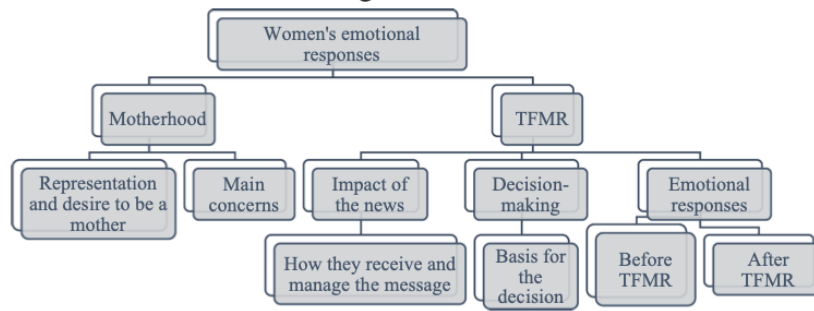 Women's emotional
responses
Motherhood
TFMR
Representation
and desire to be a
mother
Main
concerns
Impact of
the news
Decision-
making
Emotional
responses
How they receive and
manage the message
Basis for
the
decision
Before
TFMR
After
TFMR